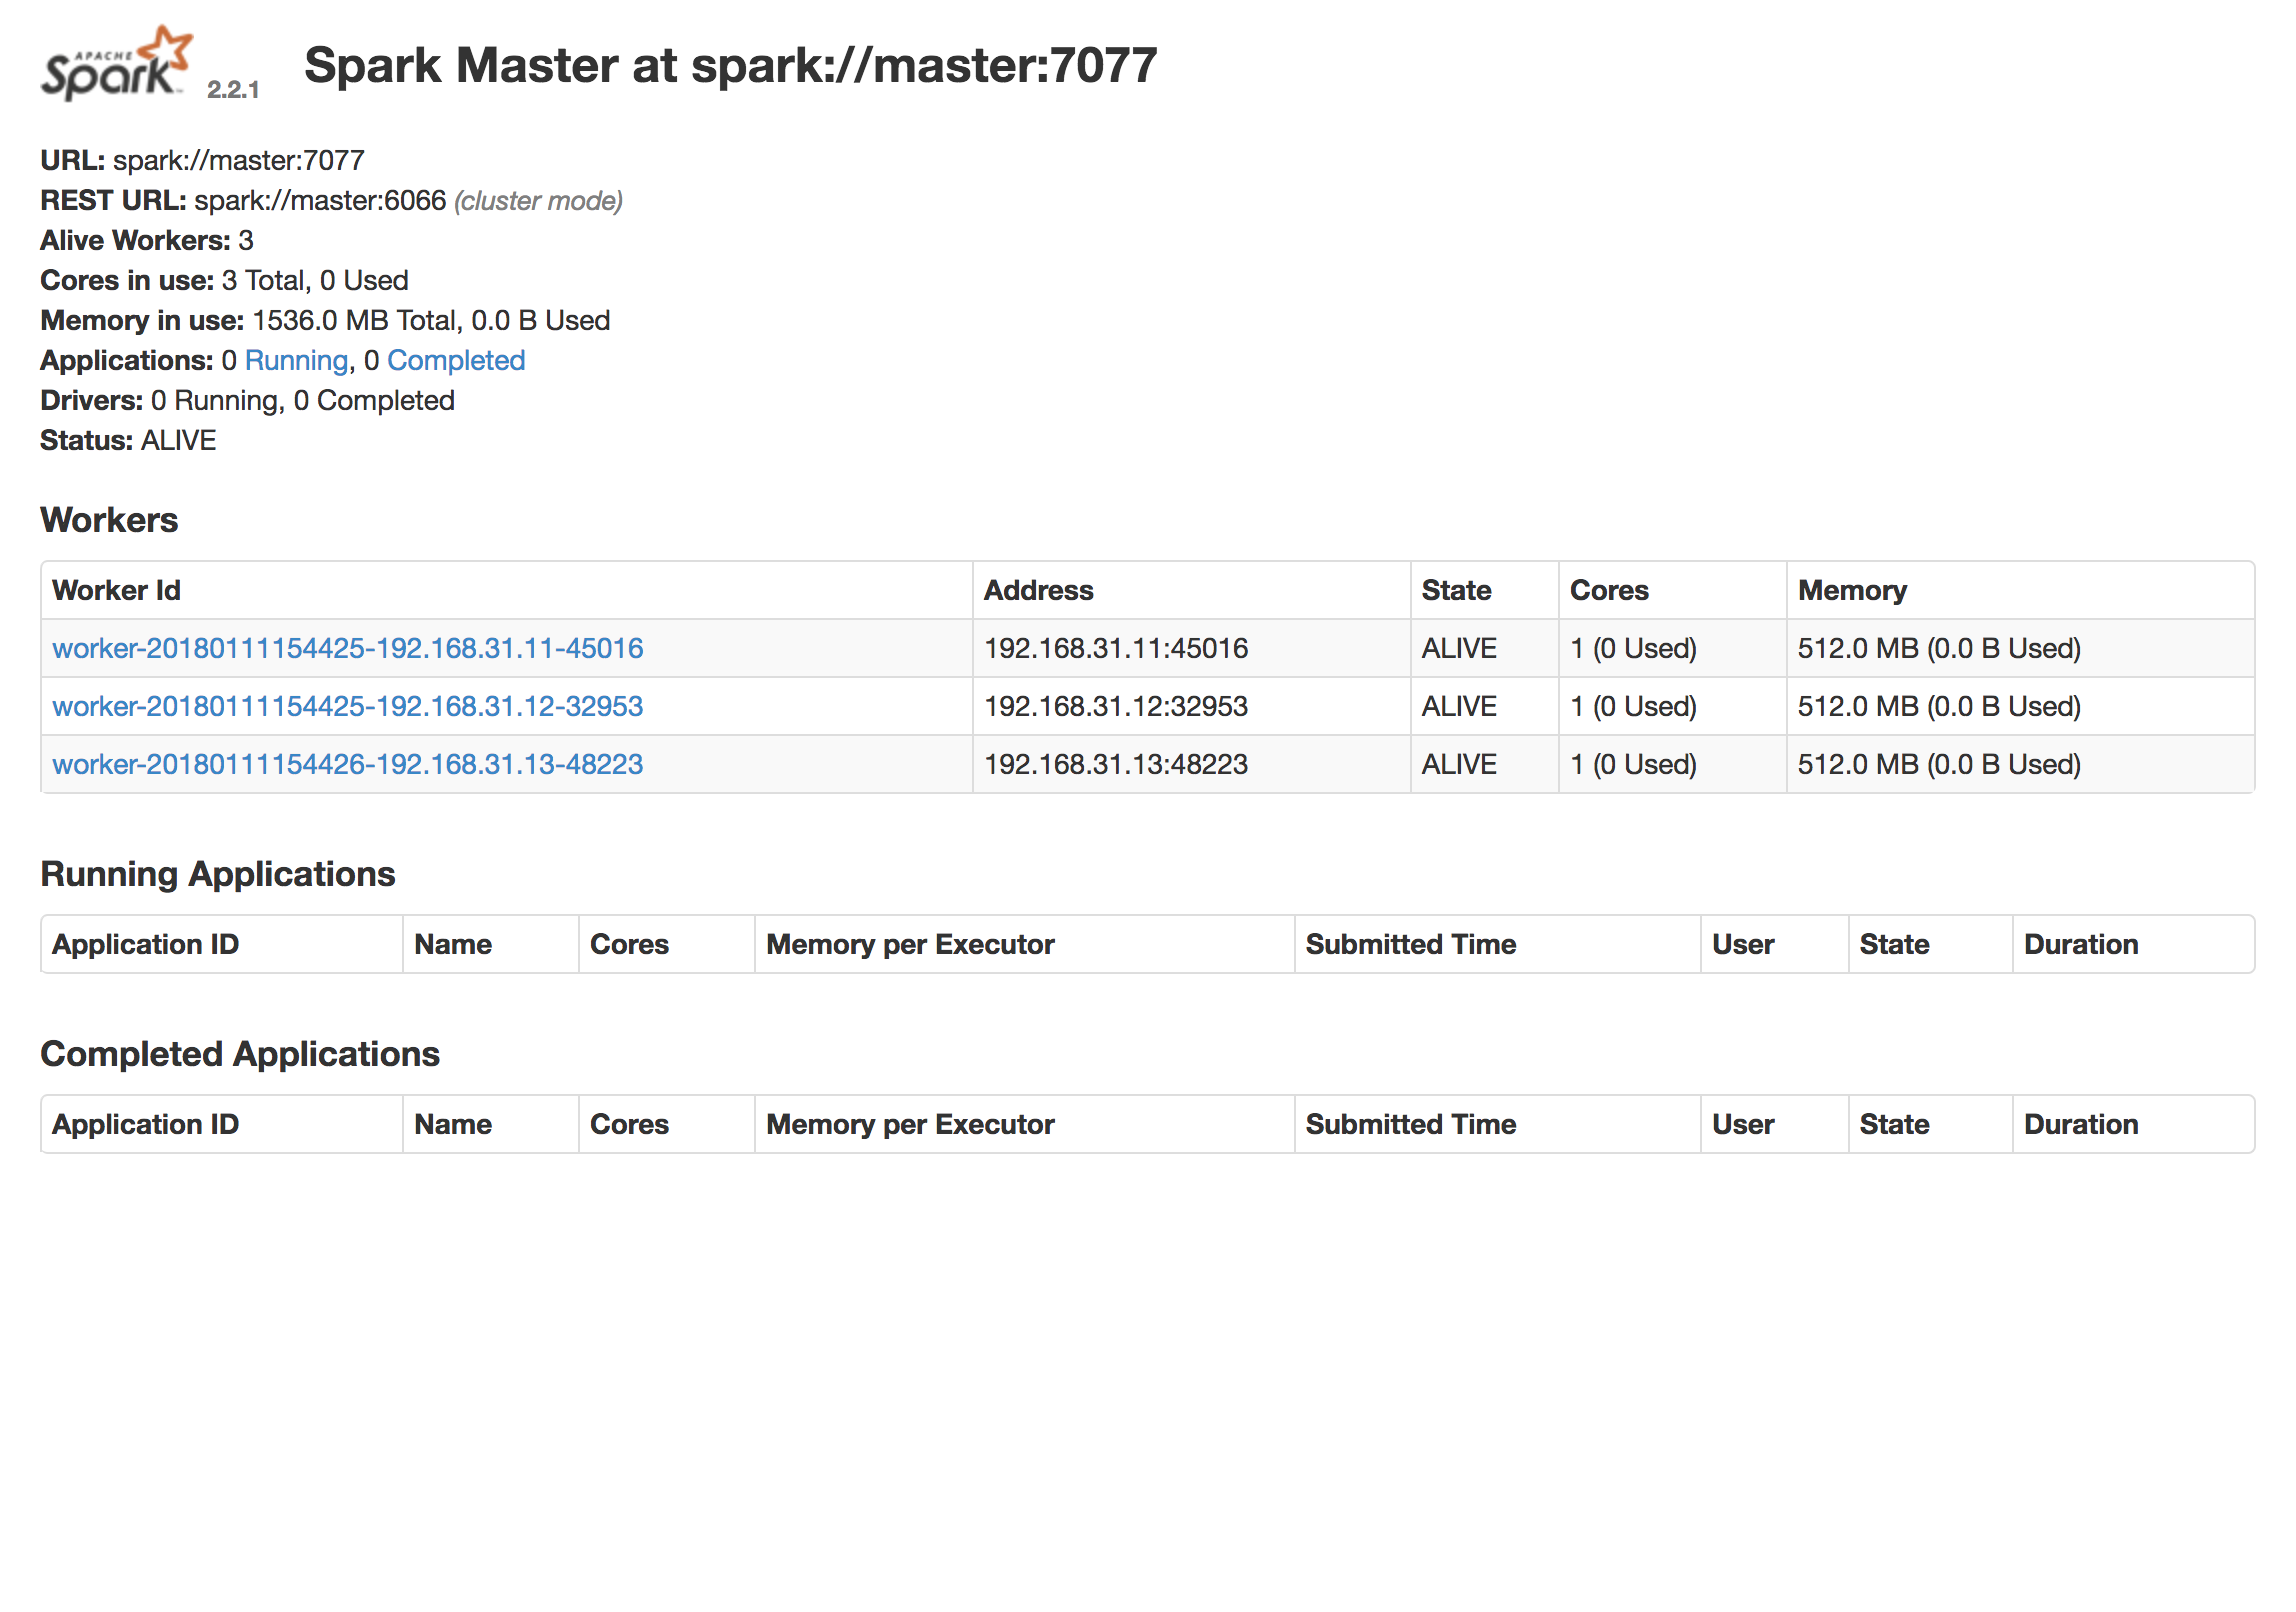 APACHE
Spark™ 2.2.1 Spark Master at spark://master:7077
URL: spark://master:7077
REST URL: spark://master:6066 (cluster mode)
Alive Workers: 3
Cores in use: 3 Total, 0 Used
Memory in use: 1536.0 MB Total, 0.0 B Used
Applications: 0 Running, 0 Completed
Drivers: 0 Running, 0 Completed
Status: ALIVE
Workers
Worker Id Address State Cores Memory
worker-20180111154425-192.168.31.11-45016 192.168.31.11:45016 ALIVE 1 (0 Used) 512.0 MB (0.0 B Used)
worker-20180111154425-192.168.31.12-32953 192.168.31.12:32953 ALIVE 1 (0 Used) 512.0 MB (0.0 B Used)
worker-20180111154426-192.168.31.13-48223 192.168.31.13:48223 ALIVE 1 (0 Used) 512.0 MB (0.0 B Used)
Running Applications
Application ID Name Cores Memory per Executor Submitted Time User State Duration
Completed Applications
Application ID Name Cores Memory per Executor Submitted Time User State Duration